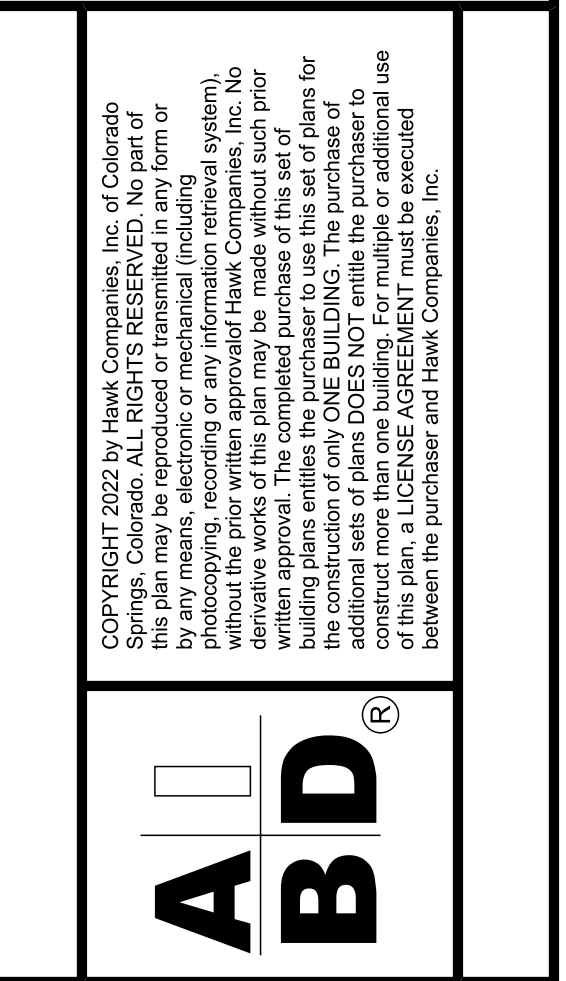 COPYRIGHT 2022 by Hawk Companies, Inc. of Colorado
Springs, Colorado. ALL RIGHTS RESERVED. No part of
this plan may be reproduced or transmitted in any form or
by any means, electronic or mechanical (including
photocopying, recording or any information retrieval system),
without the prior written approvalof Hawk Companies, Inc. No
derivative works of this plan may be  made without such prior
written approval. The completed purchase of this set of
building plans entitles the purchaser to use this set of plans for
the construction of only ONE BUILDING. The purchase of
additional sets of plans DOES NOT entitle the purchaser to
construct more than one building. For multiple or additional use
of this plan, a LICENSE AGREEMENT must be executed
between the purchaser and Hawk Companies, Inc.
A
BD®